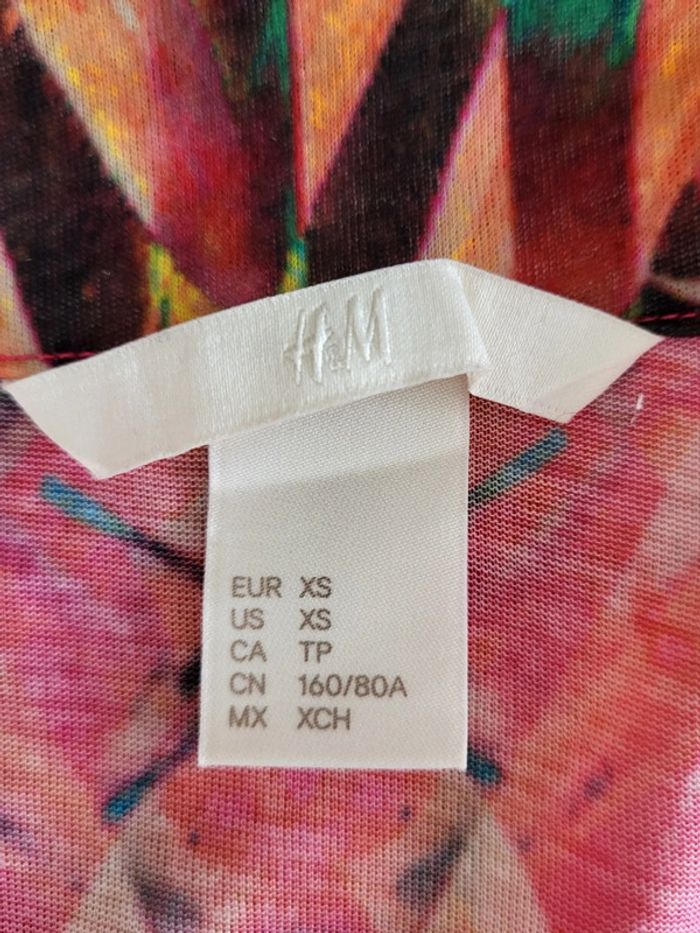 H&M
EUR XS
US XS
CA TP
CN 160/80A
MX XCH